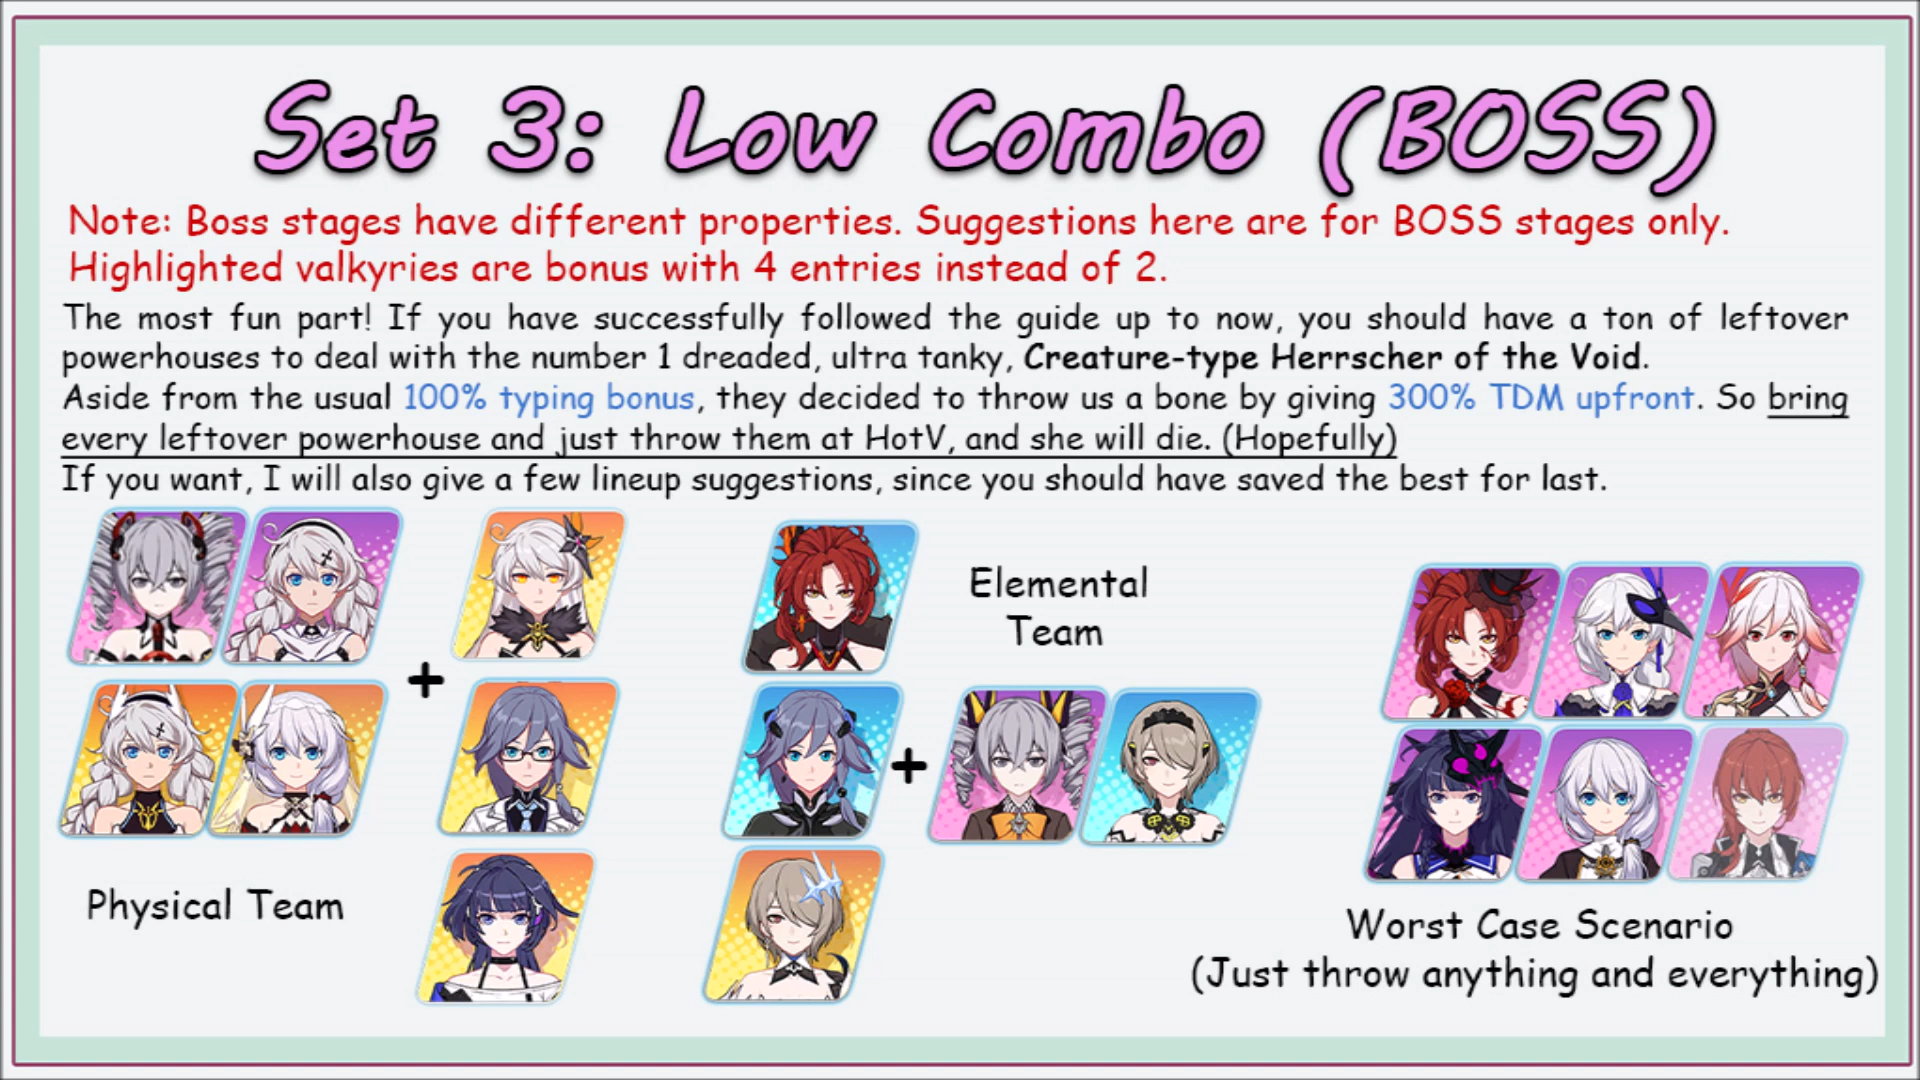 Set 3: Low Combo (BOSS)
Note: Boss stages have different properties. Suggestions here are for BOSS stages only.
Highlighted valkyries are bonus with 4 entries instead of 2.
The most fun part! If you have successfully followed the guide up to now, you should have a ton of leftover
powerhouses to deal with the number 1 dreaded, ultra tanky, Creature-type Herrscher of the Void.
Aside from the usual 100% typing bonus, they decided to throw us a bone by giving 300% TDM upfront. So bring
every leftover powerhouse and just throw them at HotV, and she will die. (Hopefully)
If you want, I will also give a few lineup suggestions, since you should have saved the best for last.
+
Physical Team
Elemental
Team
+
Worst Case Scenario
(Just throw anything and everything)